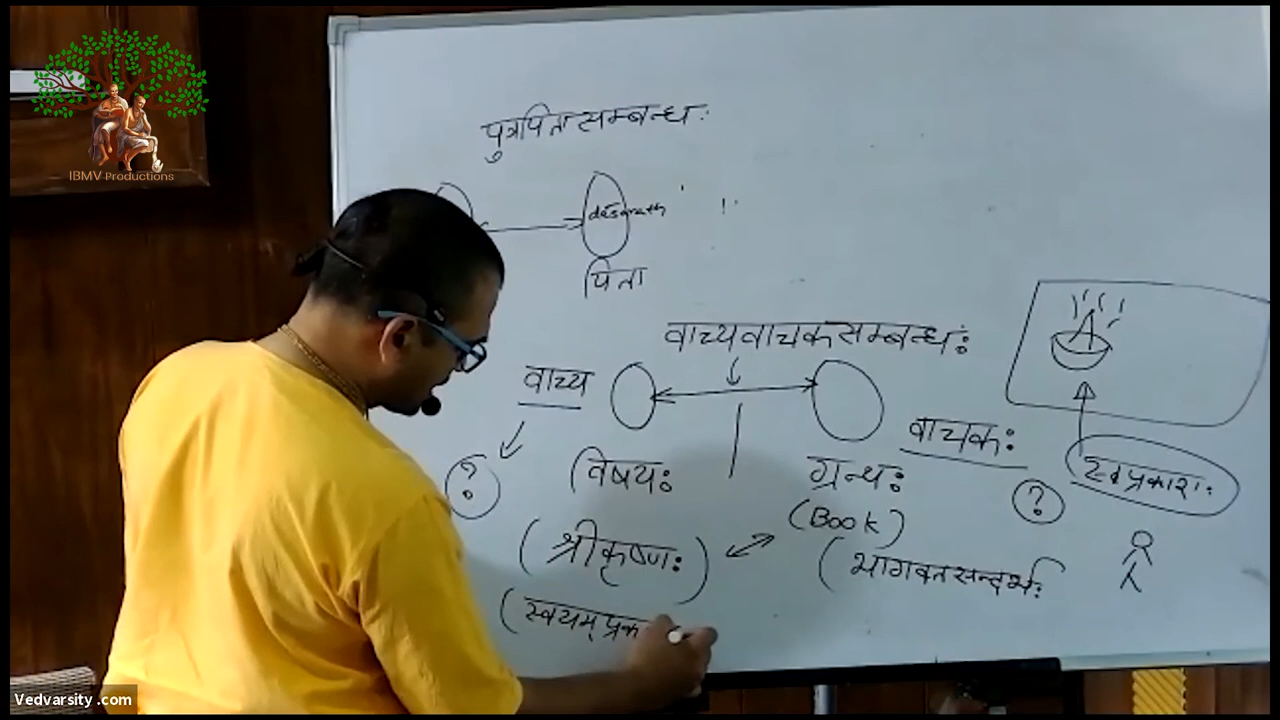 IBMV Productions
पुत्रपितासम्बन्धः
dasarath
पिता
वाच्यवाचकसम्बन्धः
वाच्य
वाचकः
स्वप्रकाशः
?
विषयः
ग्रन्थः
?
(Book)
(श्रीकृष्णः)
(भागवतसन्दर्भः
(स्वयम् प्रक
Vedvarsity .com